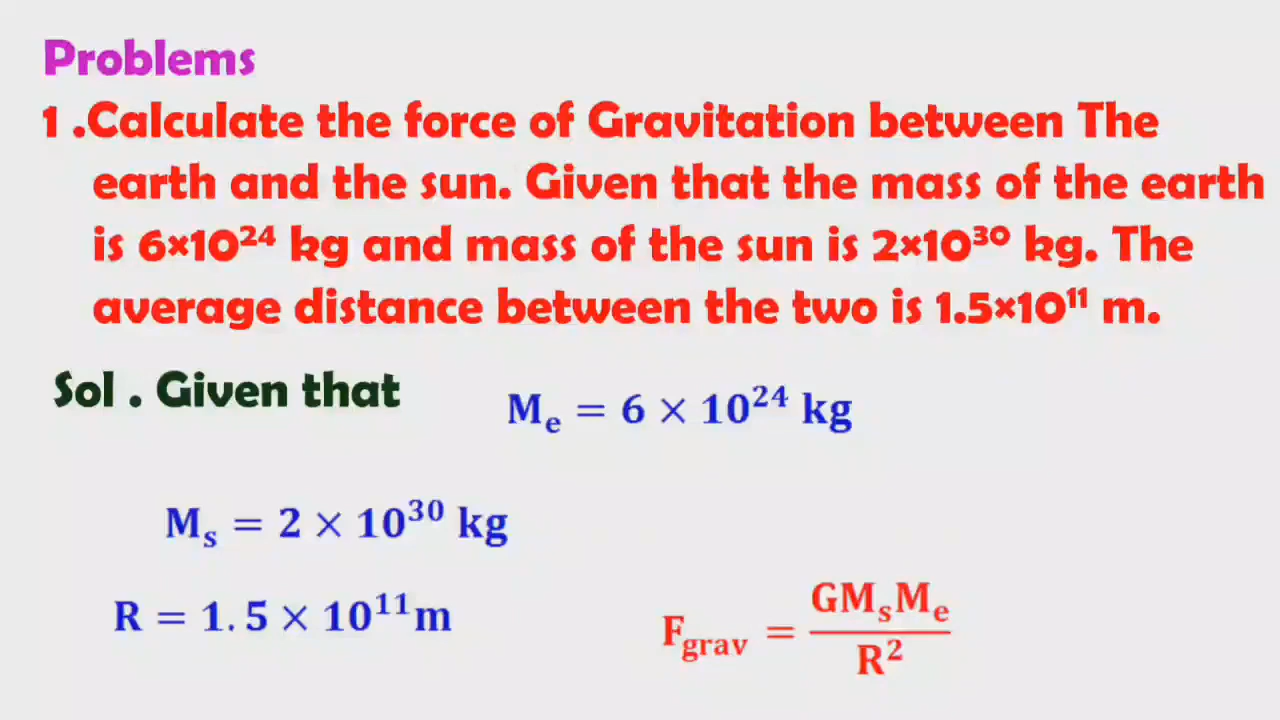 Problems
1 .Calculate the force of Gravitation between The
earth and the sun. Given that the mass of the earth
is 6×10²⁴ kg and mass of the sun is 2×10³⁰ kg. The
average distance between the two is 1.5×10¹¹ m.
Sol . Given that
Mₑ = 6 × 10²⁴ kg
Mₛ = 2 × 10³⁰ kg
R = 1.5 × 10¹¹m
F_grav = GMₛMₑ / R²